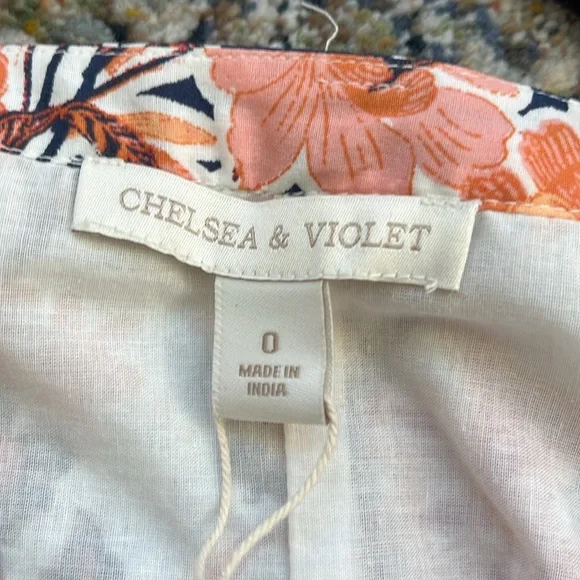 CHELSEA & VIOLET
0
MADE IN
INDIA